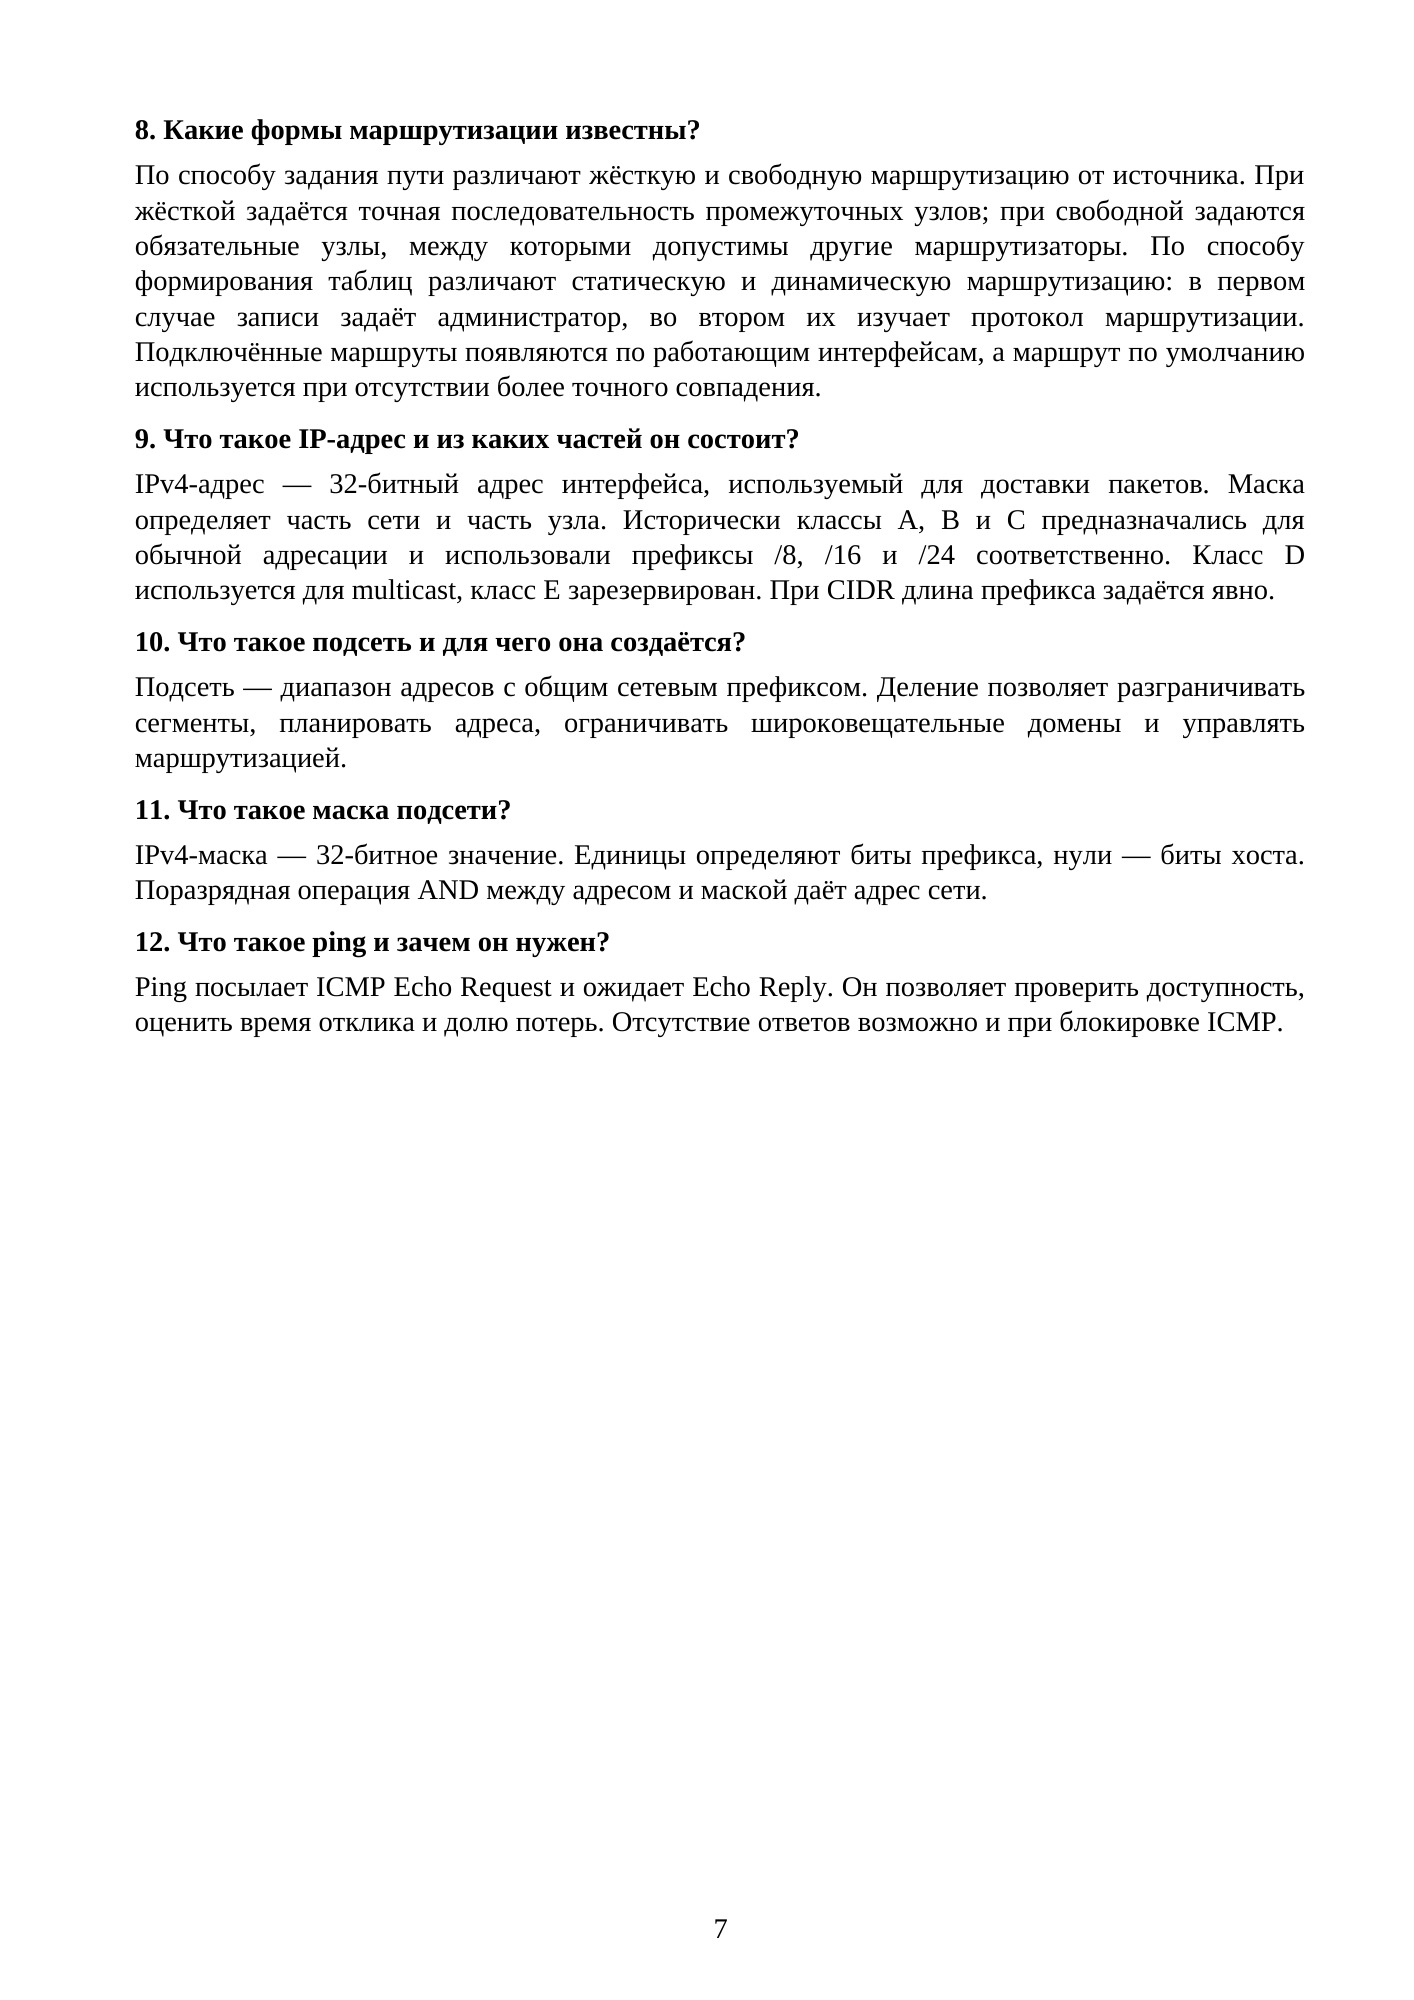 8. Какие формы маршрутизации известны?
По способу задания пути различают жёсткую и свободную маршрутизацию от источника. При
жёсткой задаётся точная последовательность промежуточных узлов; при свободной задаются
обязательные узлы, между которыми допустимы другие маршрутизаторы. По способу
формирования таблиц различают статическую и динамическую маршрутизацию: в первом
случае записи задаёт администратор, во втором их изучает протокол маршрутизации.
Подключённые маршруты появляются по работающим интерфейсам, а маршрут по умолчанию
используется при отсутствии более точного совпадения.
9. Что такое IP-адрес и из каких частей он состоит?
IPv4-адрес — 32-битный адрес интерфейса, используемый для доставки пакетов. Маска
определяет часть сети и часть узла. Исторически классы A, B и C предназначались для
обычной адресации и использовали префиксы /8, /16 и /24 соответственно. Класс D
используется для multicast, класс E зарезервирован. При CIDR длина префикса задаётся явно.
10. Что такое подсеть и для чего она создаётся?
Подсеть — диапазон адресов с общим сетевым префиксом. Деление позволяет разграничивать
сегменты, планировать адреса, ограничивать широковещательные домены и управлять
маршрутизацией.
11. Что такое маска подсети?
IPv4-маска — 32-битное значение. Единицы определяют биты префикса, нули — биты хоста.
Поразрядная операция AND между адресом и маской даёт адрес сети.
12. Что такое ping и зачем он нужен?
Ping посылает ICMP Echo Request и ожидает Echo Reply. Он позволяет проверить доступность,
оценить время отклика и долю потерь. Отсутствие ответов возможно и при блокировке ICMP.
7